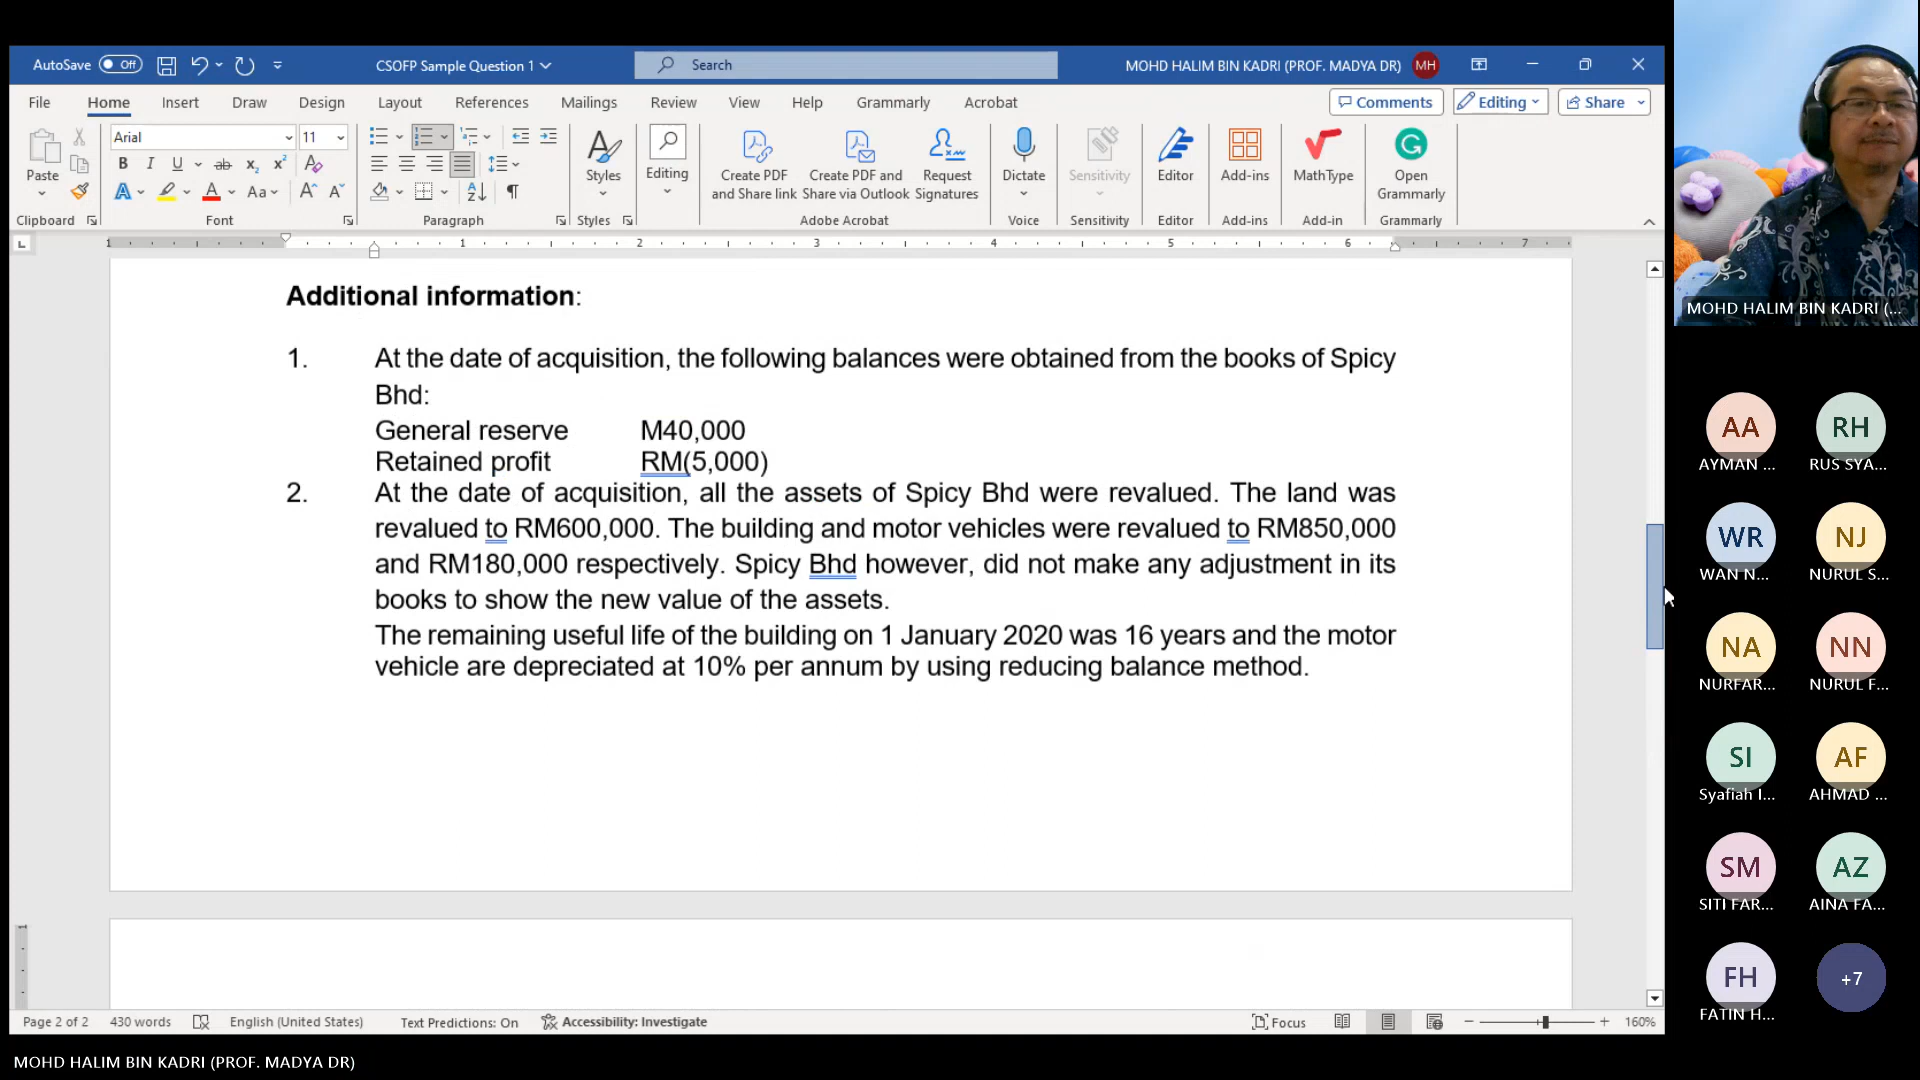 AutoSave Off
CSOFP Sample Question 1
Search
MOHD HALIM BIN KADRI (PROF. MADYA DR) MH
File Home Insert Draw Design Layout References Mailings Review View Help Grammarly Acrobat
Comments Editing Share
Arial 11
Paste
Styles
Editing
Create PDF and Share link
Create PDF and Share via Outlook
Request Signatures
Dictate
Sensitivity
Editor
Add-ins
MathType
Open Grammarly
Clipboard Font Paragraph Styles Adobe Acrobat Voice Sensitivity Editor Add-ins Add-in Grammarly
1 1 2 3 4 5 6 7
Additional information:
1. At the date of acquisition, the following balances were obtained from the books of Spicy
Bhd:
General reserve M40,000
Retained profit RM(5,000)
2. At the date of acquisition, all the assets of Spicy Bhd were revalued. The land was
revalued to RM600,000. The building and motor vehicles were revalued to RM850,000
and RM180,000 respectively. Spicy Bhd however, did not make any adjustment in its
books to show the new value of the assets.
The remaining useful life of the building on 1 January 2020 was 16 years and the motor
vehicle are depreciated at 10% per annum by using reducing balance method.
Page 2 of 2 430 words English (United States) Text Predictions: On Accessibility: Investigate Focus 160%
MOHD HALIM BIN KADRI (PROF. MADYA DR)
MOHD HALIM BIN KADRI (...
AA RH
AYMAN ... RUS SYA...
WR NJ
WAN N... NURUL S...
NA NN
NURFAR... NURUL F...
SI AF
Syafiah I... AHMAD ...
SM AZ
SITI FAR... AINA FA...
FH +7
FATIN H...